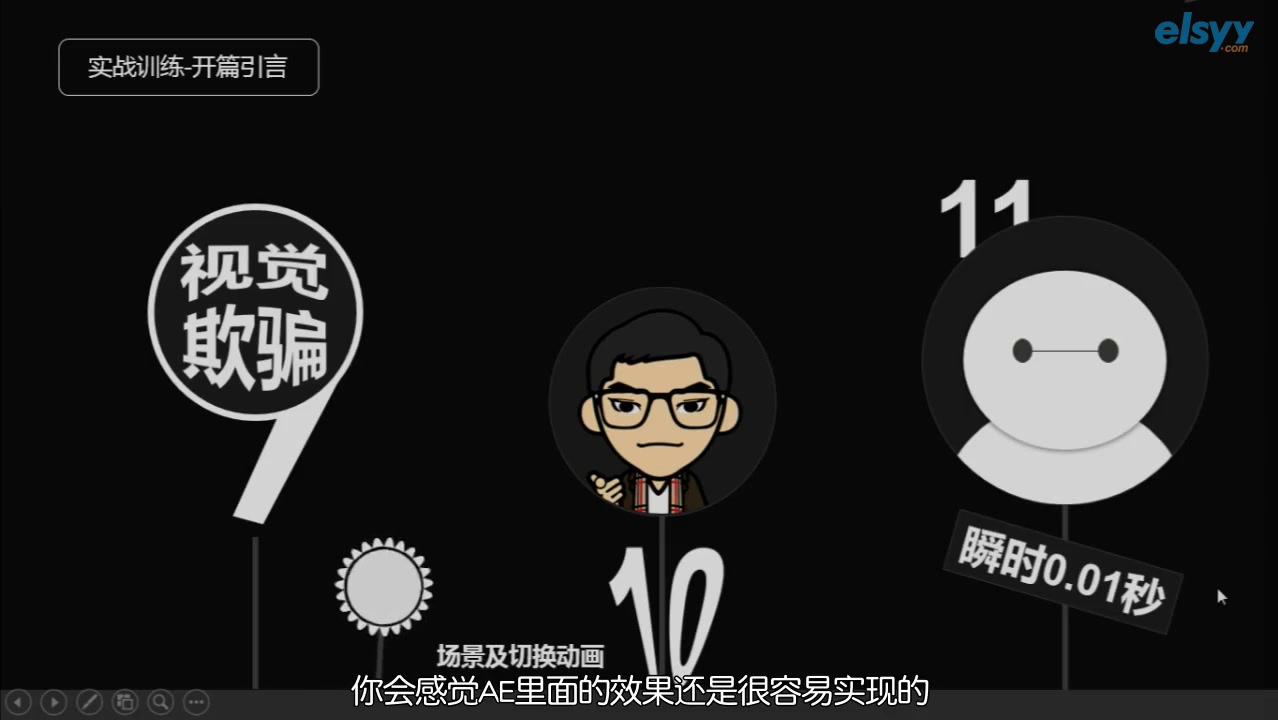 elsyy
.com
实战训练-开篇引言
11
视觉
欺骗
9
瞬时0.01秒
10
场景及切换动画
你会感觉AE里面的效果还是很容易实现的